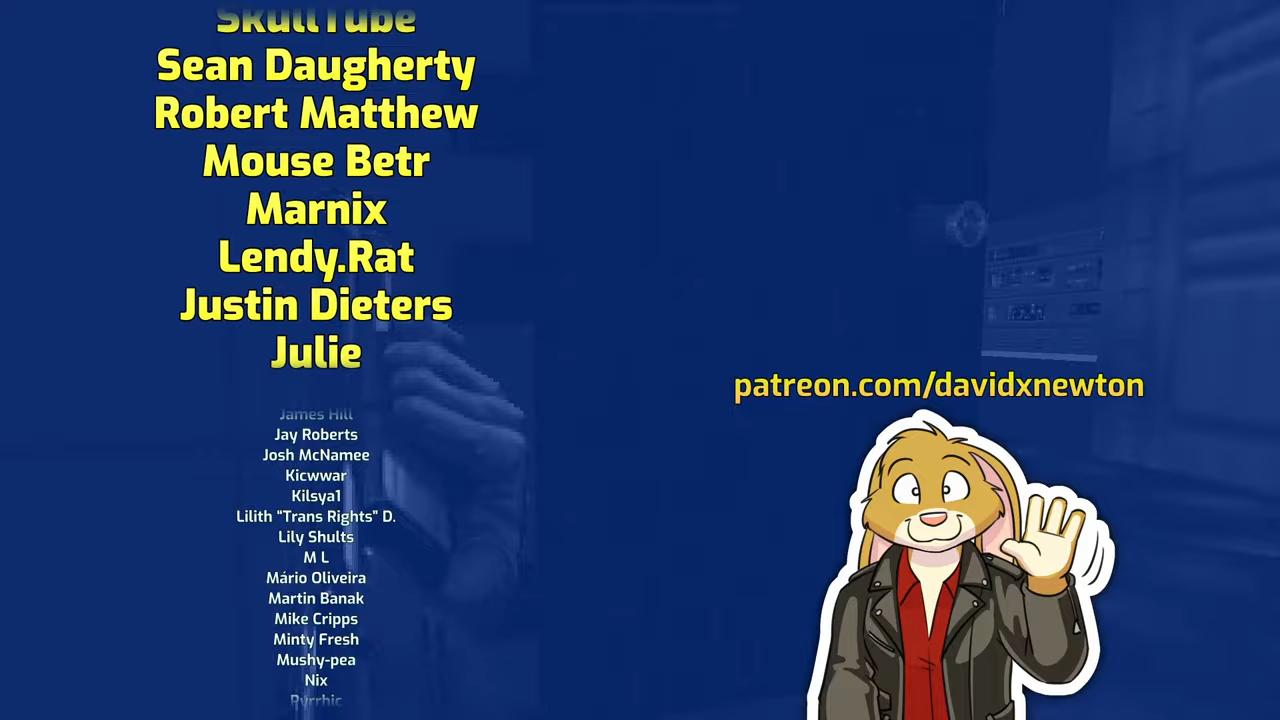 SkullTube
Sean Daugherty
Robert Matthew
Mouse Betr
Marnix
Lendy.Rat
Justin Dieters
Julie
James Hill
Jay Roberts
Josh McNamee
Kicwwar
Kilsya1
Lilith “Trans Rights” D.
Lily Shults
M L
Mário Oliveira
Martin Banak
Mike Cripps
Minty Fresh
Mushy-pea
Nix
Pyrrhic
patreon.com/davidxnewton